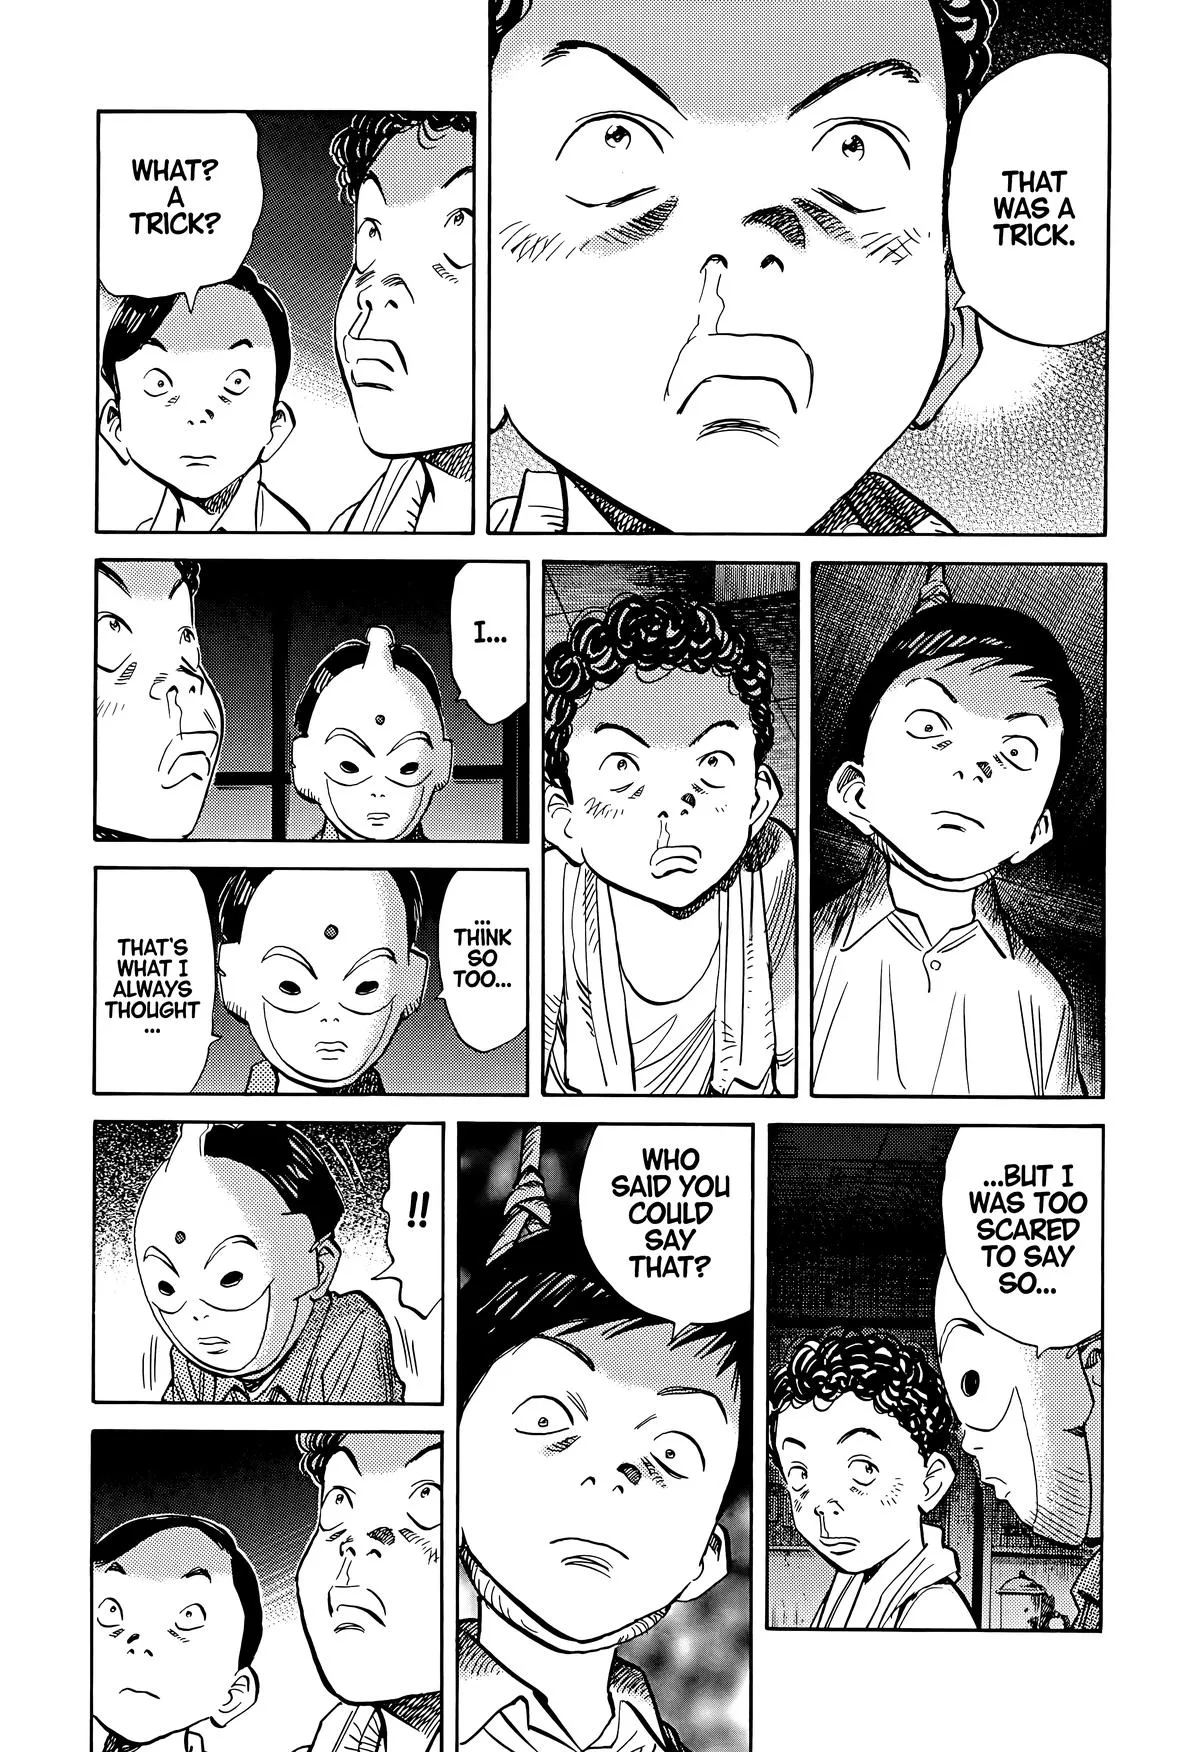 THAT
WAS A
TRICK.
WHAT?
A
TRICK?
I...
...
THINK
SO
TOO...
THAT'S
WHAT I
ALWAYS
THOUGHT
...
...BUT I
WAS TOO
SCARED
TO SAY
SO...
WHO
SAID YOU
COULD
SAY
THAT?
!!